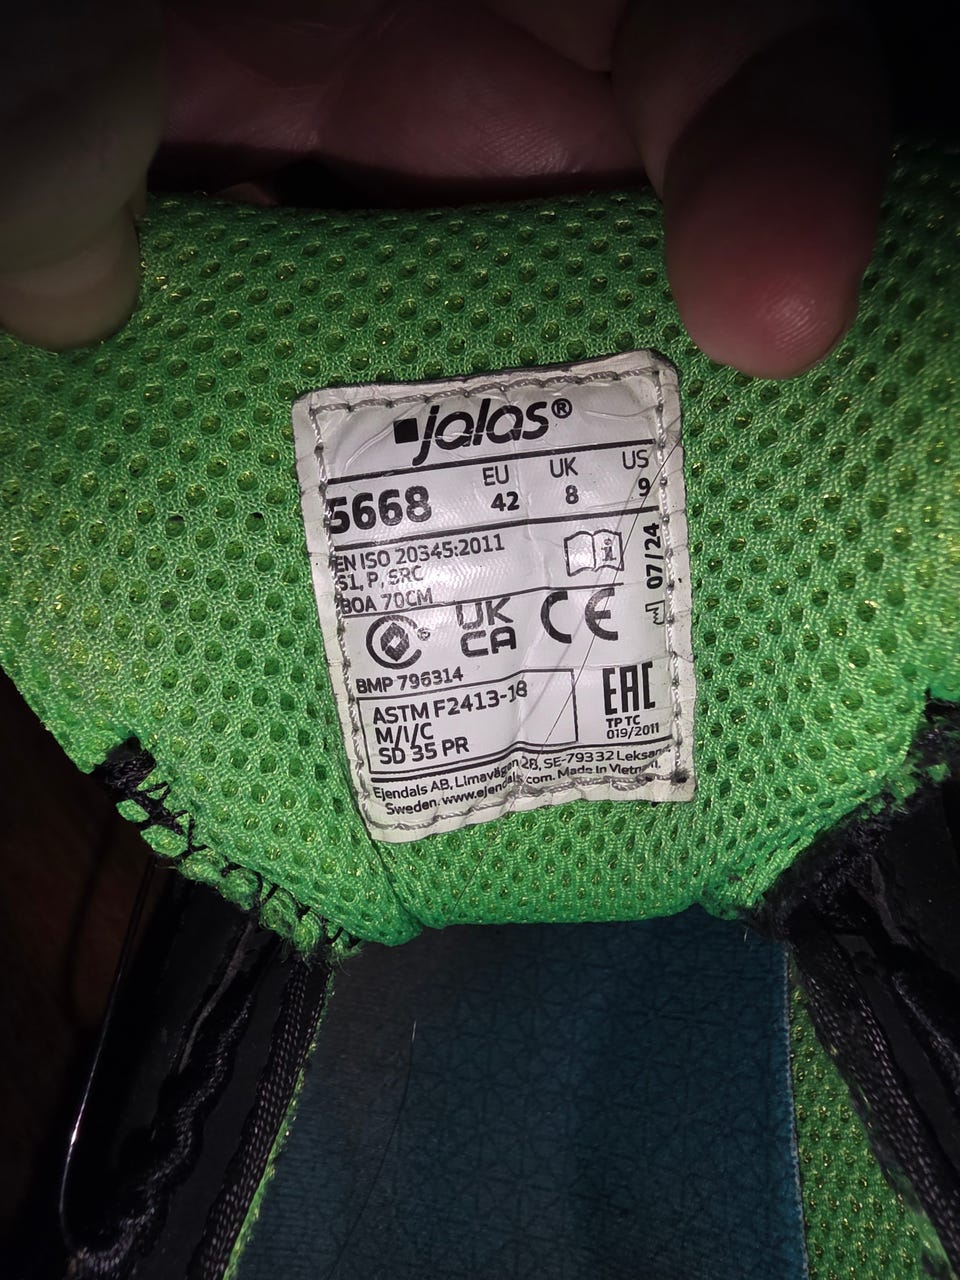 jalas®
EU UK US
5668 42 8 9
EN ISO 20345:2011
S1, P, SRC
BOA 70CM
07/24
UK
CA
CE
BMP 796314
ASTM F2413-18
M/I/C
SD 35 PR
EAC
TP TC
019/2011
Ejendals AB, Limavägen 28, SE-79332 Leksand,
Sweden. www.ejendals.com. Made in Vietnam.